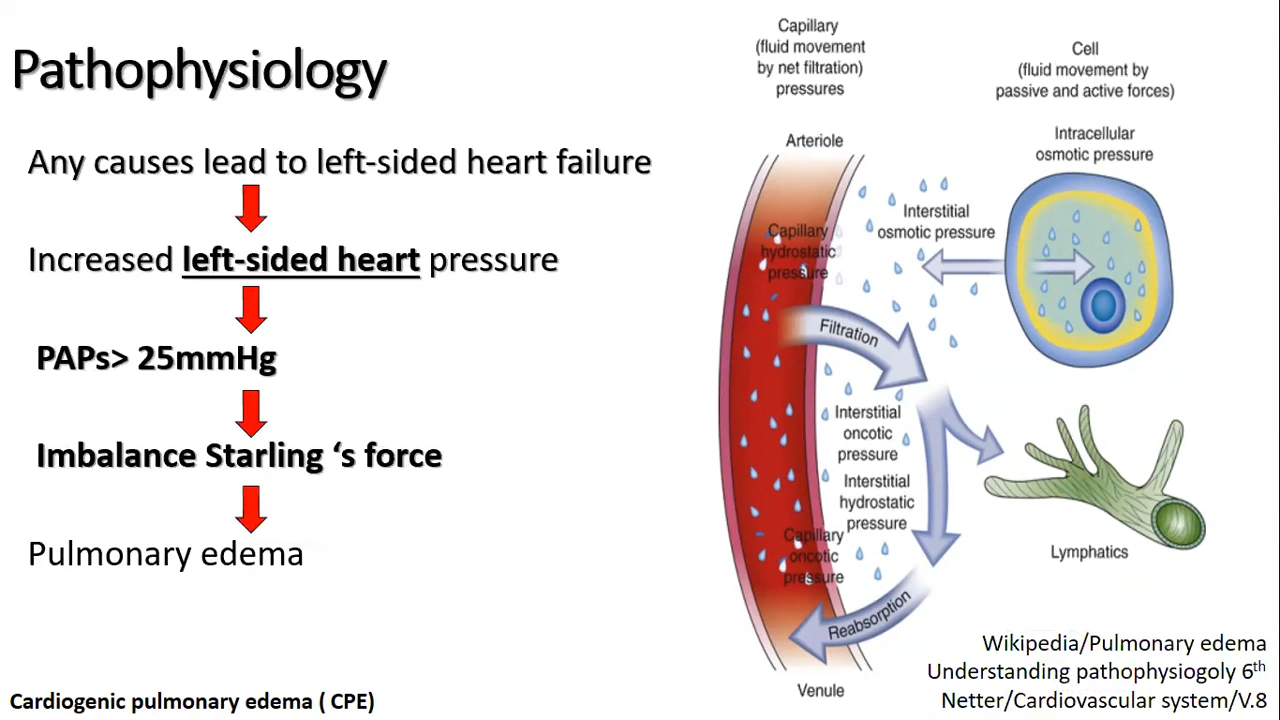 Pathophysiology
Any causes lead to left-sided heart failure
Increased left-sided heart pressure
PAPs> 25mmHg
Imbalance Starling ‘s force
Pulmonary edema
Cardiogenic pulmonary edema ( CPE)
Capillary
(fluid movement
by net filtration)
pressures
Cell
(fluid movement by
passive and active forces)
Arteriole
Intracellular
osmotic pressure
Capillary
hydrostatic
pressure
Interstitial
osmotic pressure
Filtration
Interstitial
oncotic
pressure
Interstitial
hydrostatic
pressure
Capillary
oncotic
pressure
Reabsorption
Lymphatics
Venule
Wikipedia/Pulmonary edema
Understanding pathophysiogoly 6th
Netter/Cardiovascular system/V.8